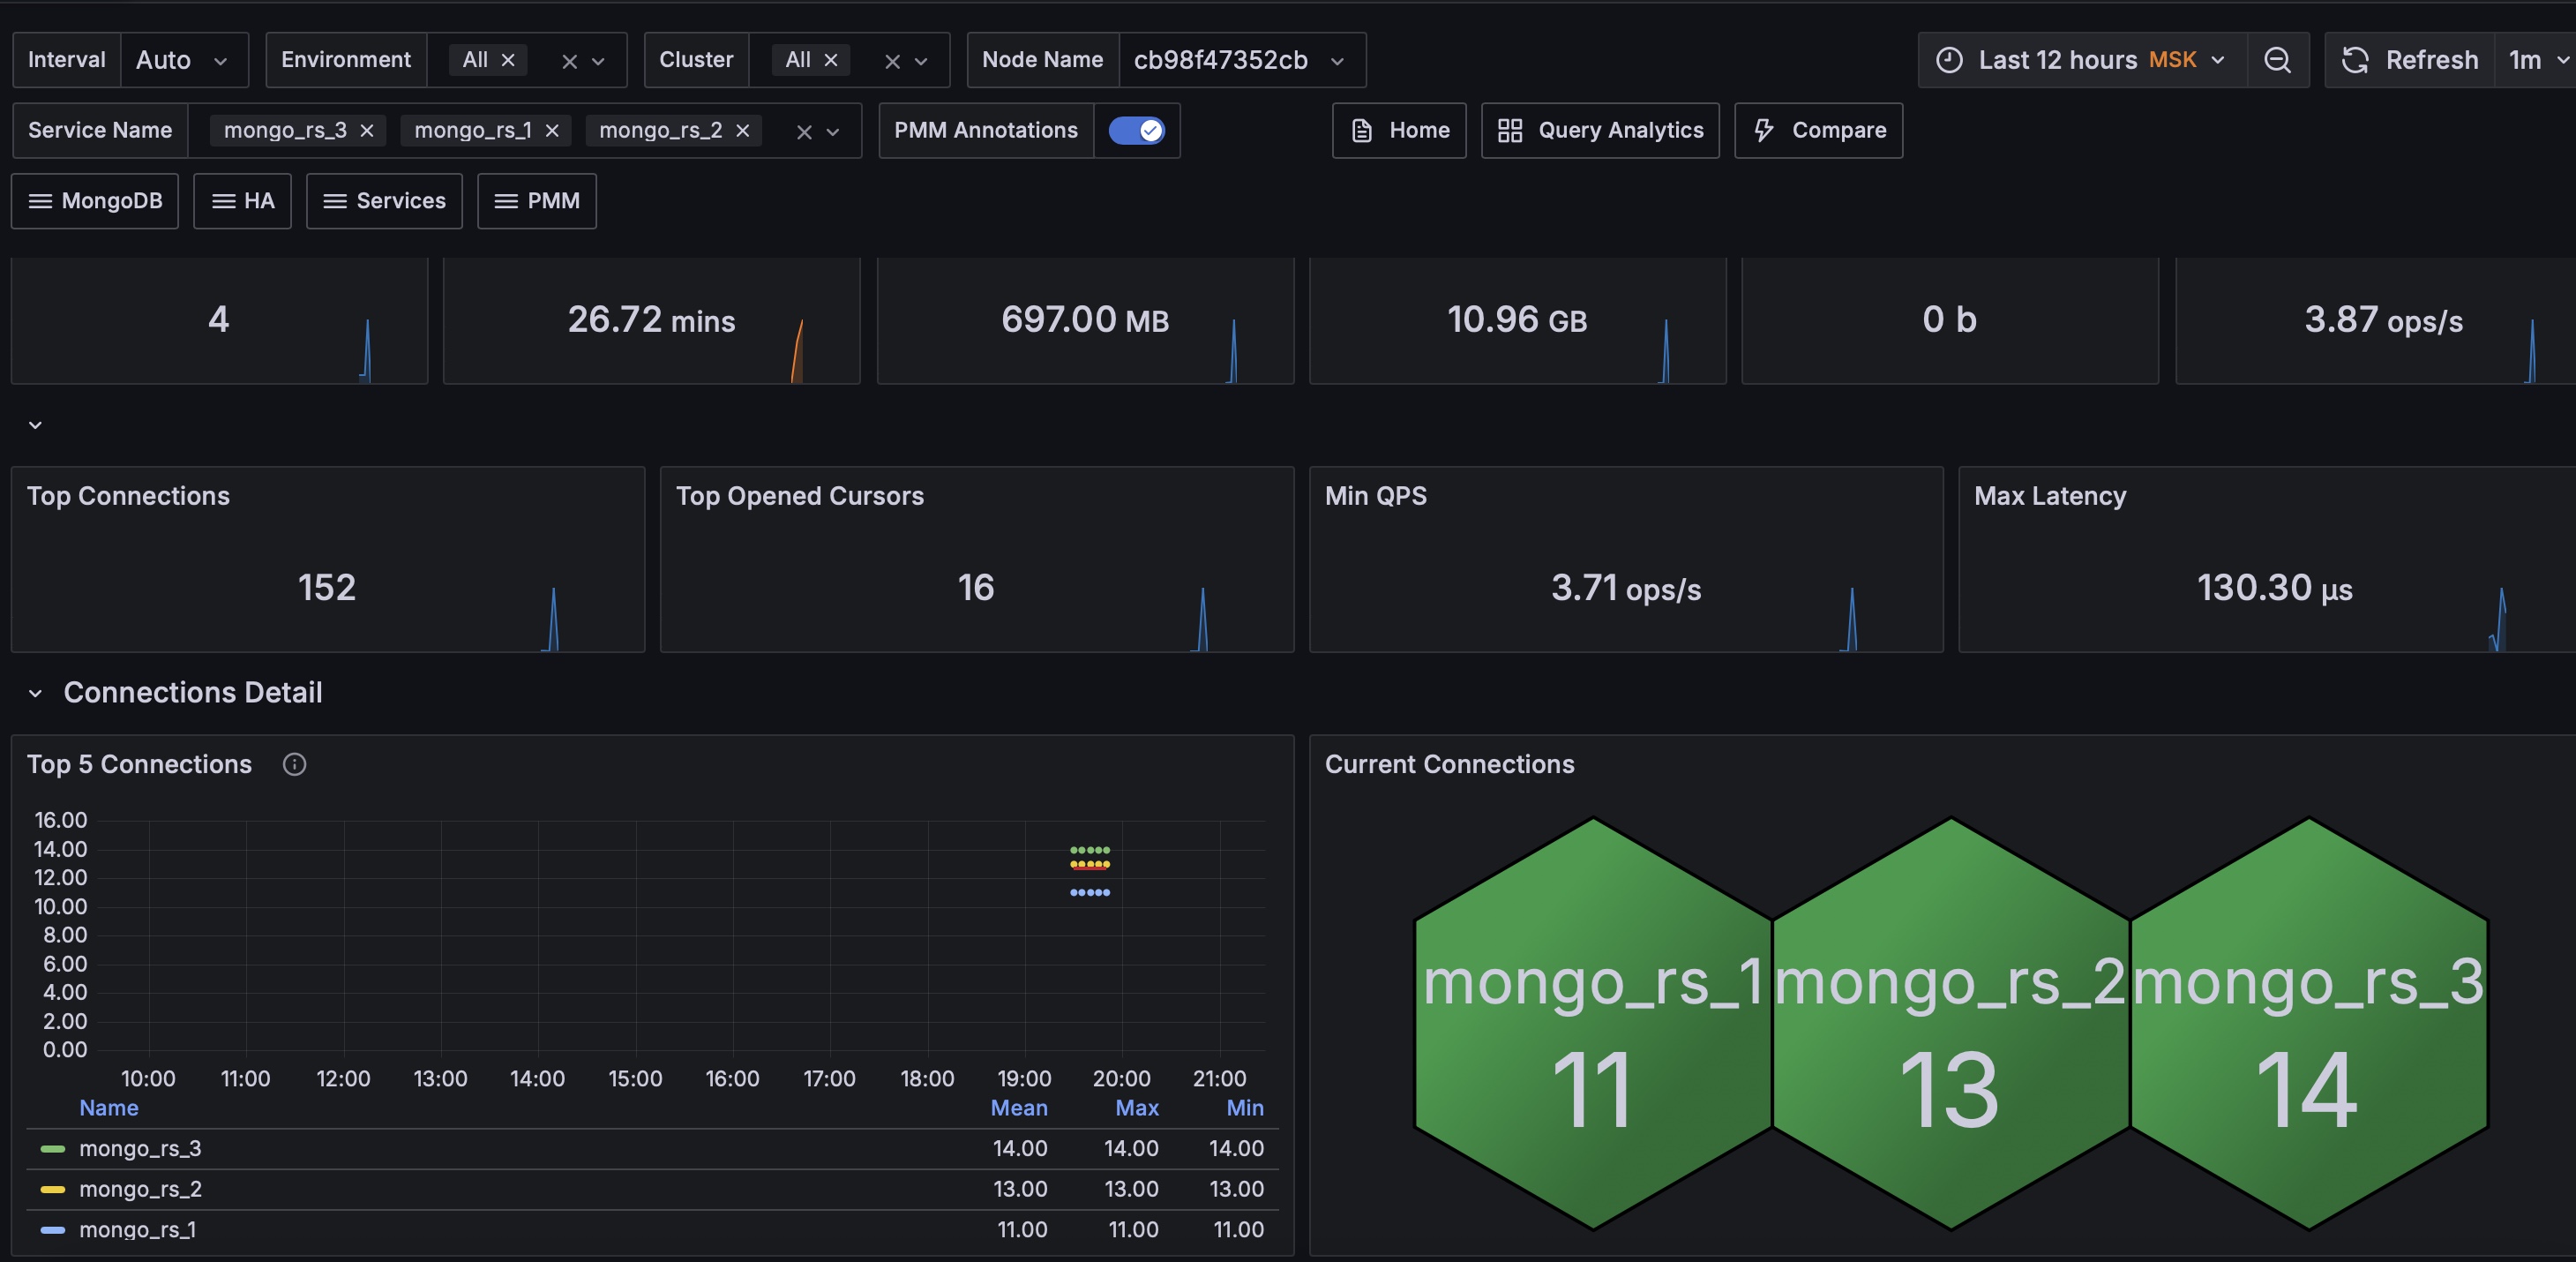 Interval Auto Environment All Cluster All Node Name cb98f47352cb Last 12 hours MSK Refresh 1m
Service Name mongo_rs_3 mongo_rs_1 mongo_rs_2 PMM Annotations Home Query Analytics Compare
MongoDB HA Services PMM
4 26.72 mins 697.00 MB 10.96 GB 0 b 3.87 ops/s
Top Connections Top Opened Cursors Min QPS Max Latency
152 16 3.71 ops/s 130.30 µs
Connections Detail
Top 5 Connections
16.00
14.00
12.00
10.00
8.00
6.00
4.00
2.00
0.00
10:00 11:00 12:00 13:00 14:00 15:00 16:00 17:00 18:00 19:00 20:00 21:00
Name Mean Max Min
mongo_rs_3 14.00 14.00 14.00
mongo_rs_2 13.00 13.00 13.00
mongo_rs_1 11.00 11.00 11.00
Current Connections
mongo_rs_1 mongo_rs_2 mongo_rs_3
11 13 14